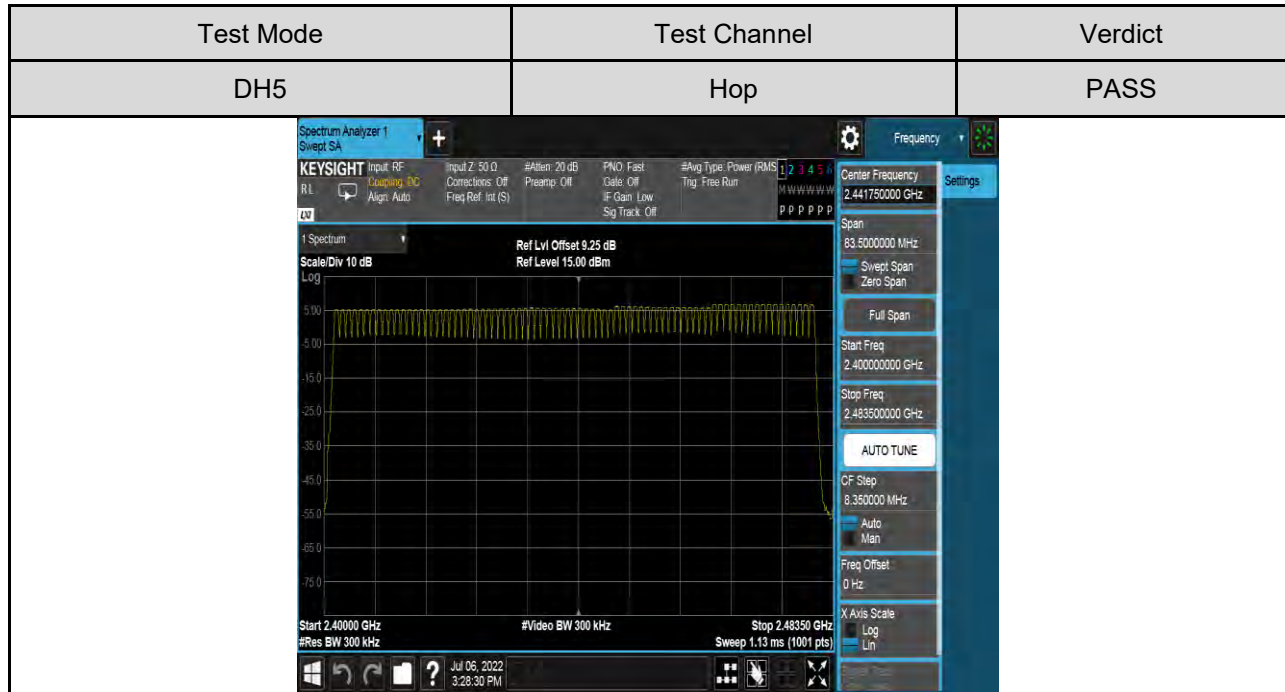 Test Mode Test Channel Verdict
DH5 Hop PASS
Spectrum Analyzer 1
Swept SA
+
Frequency
KEYSIGHT Input: RF Input Z: 50 Ω #Atten: 20 dB PNO: Fast #Avg Type: Power (RMS 1 2 3 4 5 6
RL Coupling: DC Corrections: Off Preamp: Off Gate: Off Trig: Free Run M W W W W W
Align: Auto Freq Ref: Int (S) IF Gain: Low
Sig Track: Off P P P P P P
LXI
Center Frequency
2.441750000 GHz
Settings
1 Spectrum
Scale/Div 10 dB
Ref Lvl Offset 9.25 dB
Ref Level 15.00 dBm
Log
5.00
-5.00
-15.0
-25.0
-35.0
-45.0
-55.0
-65.0
-75.0
Start 2.40000 GHz #Video BW 300 kHz Stop 2.48350 GHz
#Res BW 300 kHz Sweep 1.13 ms (1001 pts)
Span
83.5000000 MHz
Swept Span
Zero Span
Full Span
Start Freq
2.400000000 GHz
Stop Freq
2.483500000 GHz
AUTO TUNE
CF Step
8.350000 MHz
Auto
Man
Freq Offset
0 Hz
X Axis Scale
Log
Lin
?
Jul 06, 2022
3:28:30 PM